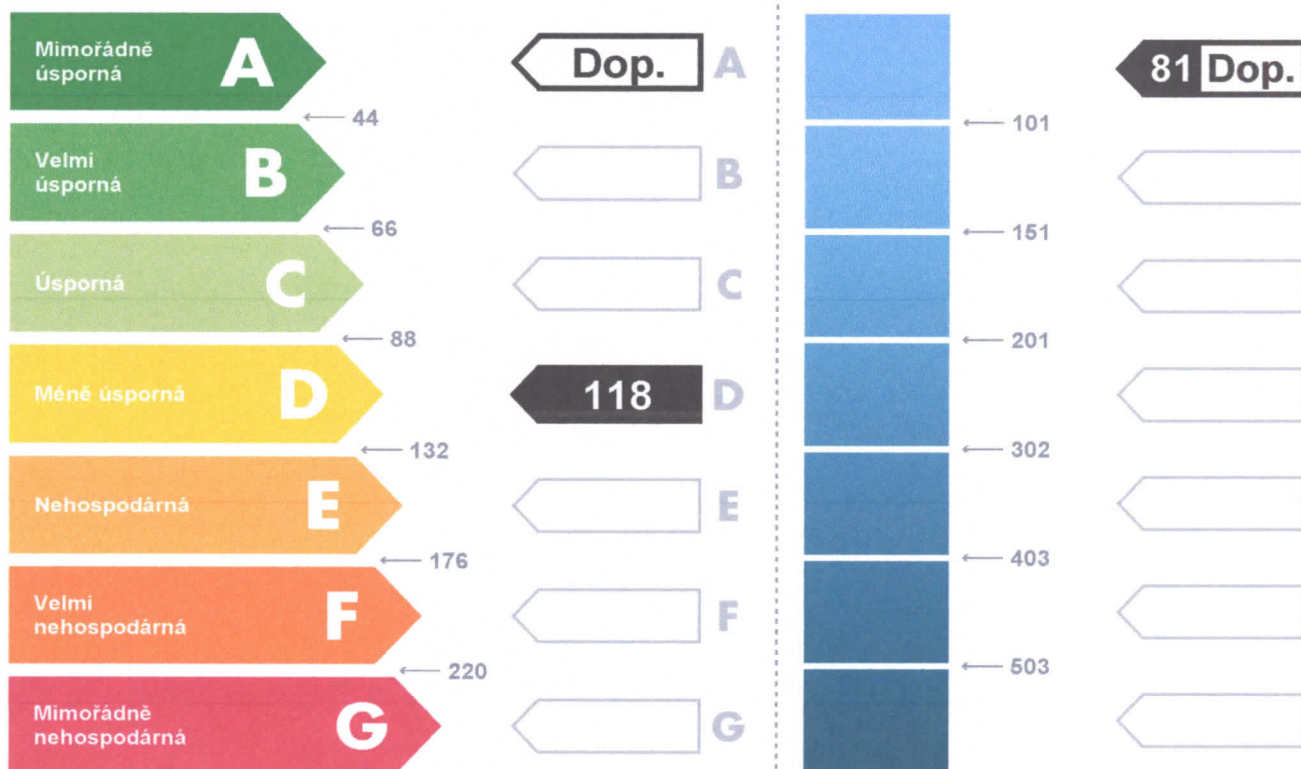 Mimořádně
úsporná
A
Dop.
A
81 Dop.
← 44
← 101
Velmi
úsporná
B
B
← 66
← 151
Úsporná
C
C
← 88
← 201
Méně úsporná
D
118
D
← 132
← 302
Nehospodárná
E
E
← 176
← 403
Velmi
nehospodárná
F
F
← 220
← 503
Mimořádně
nehospodárná
G
G